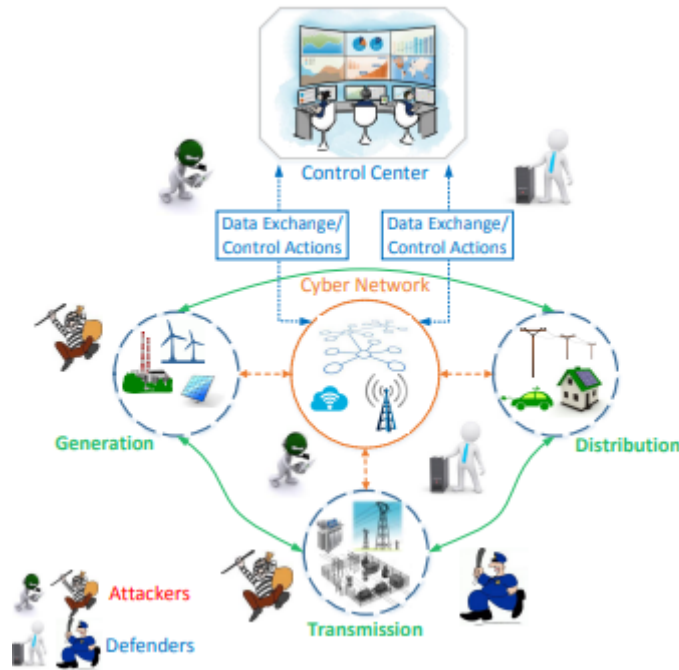 Control Center
Data Exchange/
Control Actions
Data Exchange/
Control Actions
Cyber Network
Generation
Distribution
Transmission
Attackers
Defenders